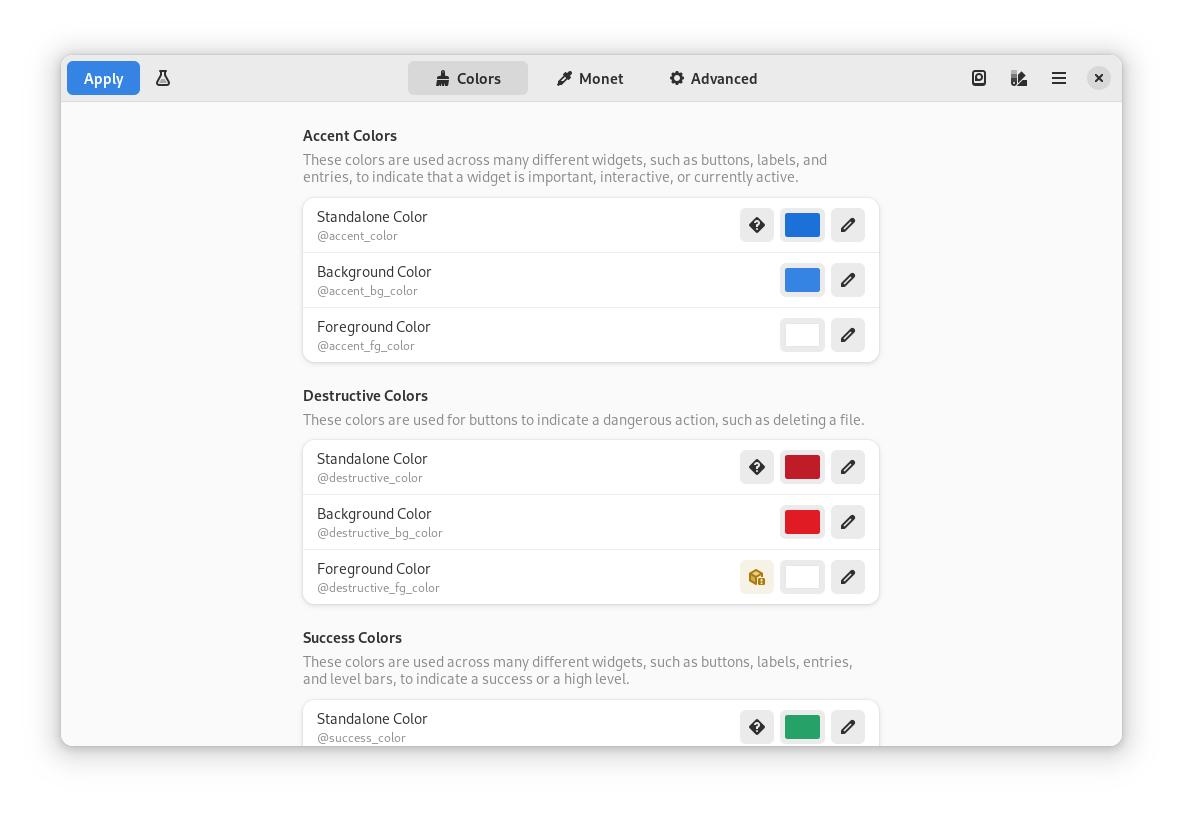 Apply
Colors
Monet
Advanced
Accent Colors
These colors are used across many different widgets, such as buttons, labels, and
entries, to indicate that a widget is important, interactive, or currently active.
Standalone Color
@accent_color
Background Color
@accent_bg_color
Foreground Color
@accent_fg_color
Destructive Colors
These colors are used for buttons to indicate a dangerous action, such as deleting a file.
Standalone Color
@destructive_color
Background Color
@destructive_bg_color
Foreground Color
@destructive_fg_color
Success Colors
These colors are used across many different widgets, such as buttons, labels, entries,
and level bars, to indicate a success or a high level.
Standalone Color
@success_color